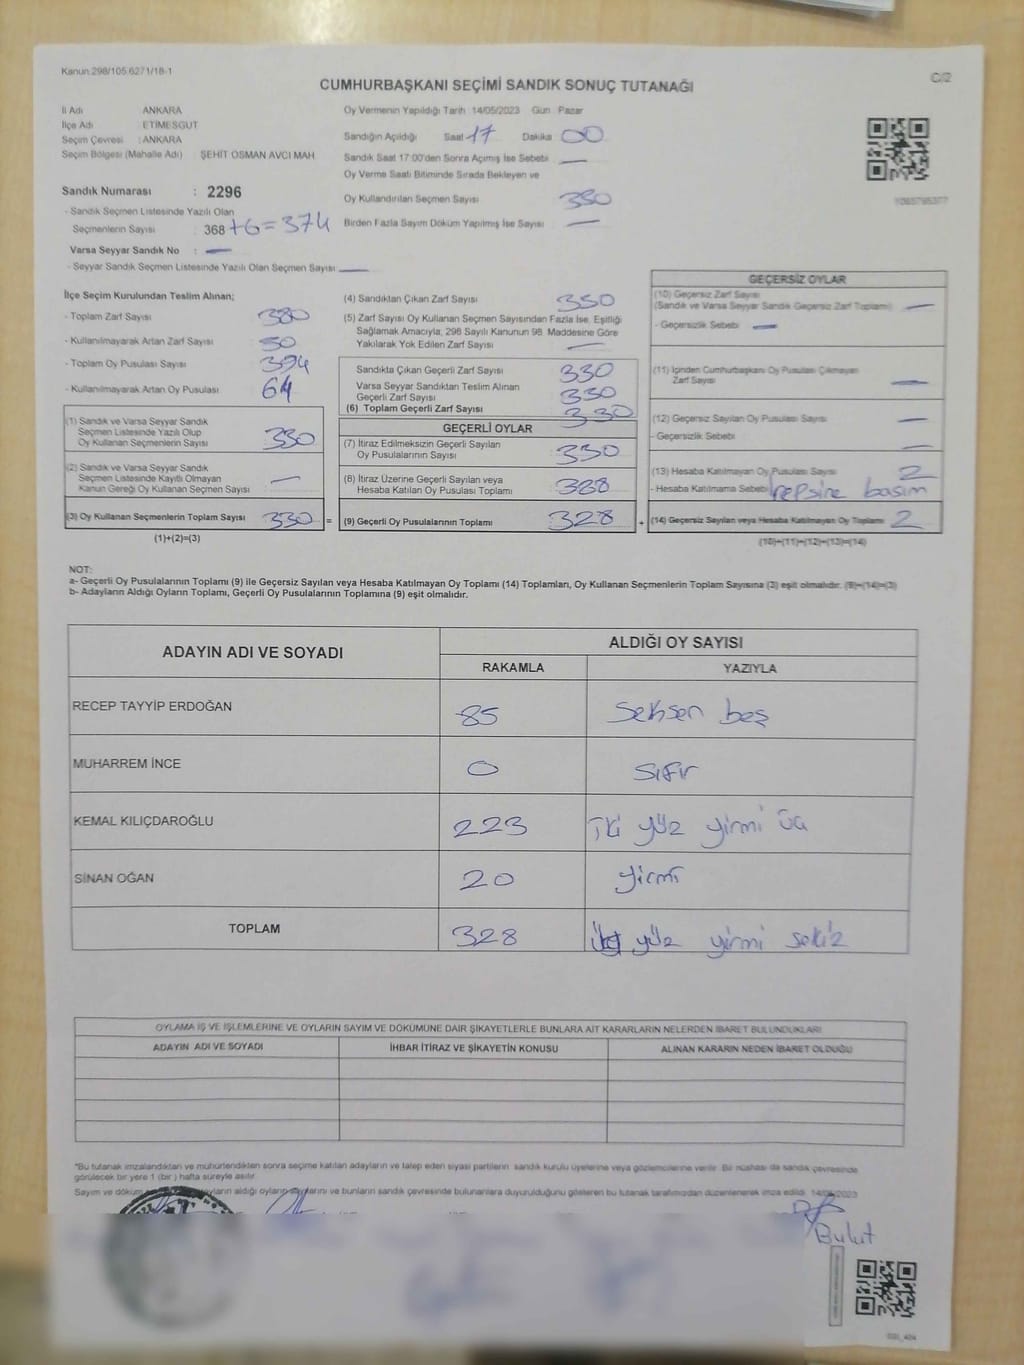 Kanun:298/105,6271/18-1
C/2
CUMHURBAŞKANI SEÇİMİ SANDIK SONUÇ TUTANAĞI
İl Adı ANKARA
İlçe Adı : ETİMESGUT
Seçim Çevresi : ANKARA
Seçim Bölgesi (Mahalle Adı) : ŞEHİT OSMAN AVCI MAH.
Sandık Numarası : 2296
- Sandık Seçmen Listesinde Yazılı Olan
Seçmenlerin Sayısı : 368 +6=374
Varsa Seyyar Sandık No : —
- Seyyar Sandık Seçmen Listesinde Yazılı Olan Seçmen Sayısı: —
Oy Vermenin Yapıldığı Tarih :14/05/2023 Gün : Pazar
Sandığın Açıldığı Saat 17 Dakika 00
Sandık Saat 17:00'den Sonra Açılmış İse Sebebi —
Oy Verme Saati Bitiminde Sırada Bekleyen ve
Oy Kullandırılan Seçmen Sayısı 330
Birden Fazla Sayım Döküm Yapılmış İse Sayısı —
İlçe Seçim Kurulundan Teslim Alınan;
- Toplam Zarf Sayısı 380
- Kullanılmayarak Artan Zarf Sayısı 50
- Toplam Oy Pusulası Sayısı 394
- Kullanılmayarak Artan Oy Pusulası 64
(1) Sandık ve Varsa Seyyar Sandık
Seçmen Listesinde Yazılı Olup
Oy Kullanan Seçmenlerin Sayısı 330
(2) Sandık ve Varsa Seyyar Sandık
Seçmen Listesinde Kayıtlı Olmayan
Kanun Gereği Oy Kullanan Seçmen Sayısı —
(3) Oy Kullanan Seçmenlerin Toplam Sayısı 330 =
(1)+(2)=(3)
(4) Sandıktan Çıkan Zarf Sayısı 330
(5) Zarf Sayısı Oy Kullanan Seçmen Sayısından Fazla İse, Eşitliği
Sağlamak Amacıyla, 298 Sayılı Kanunun 98. Maddesine Göre
Yakılarak Yok Edilen Zarf Sayısı —
Sandıkta Çıkan Geçerli Zarf Sayısı 330
Varsa Seyyar Sandıktan Teslim Alınan
Geçerli Zarf Sayısı 330
(6) Toplam Geçerli Zarf Sayısı 330
GEÇERLİ OYLAR
(7) İtiraz Edilmeksizin Geçerli Sayılan
Oy Pusulalarının Sayısı 330
(8) İtiraz Üzerine Geçerli Sayılan veya
Hesaba Katılan Oy Pusulası Toplamı
(9) Geçerli Oy Pusulalarının Toplamı 328 +
GEÇERSİZ OYLAR
(10) Geçersiz Zarf Sayısı
(Sandık ve Varsa Seyyar Sandık Geçersiz Zarf Toplamı) —
- Geçersizlik Sebebi —
(11) İçinden Cumhurbaşkanı Oy Pusulası Çıkmayan
Zarf Sayısı —
(12) Geçersiz Sayılan Oy Pusulası Sayısı —
- Geçersizlik Sebebi —
(13) Hesaba Katılmayan Oy Pusulası Sayısı 2
- Hesaba Katılmama Sebebi hepsine basım
(14) Geçersiz Sayılan veya Hesaba Katılmayan Oy Toplamı 2
(10)+(11)+(12)+(13)=(14)
NOT:
a- Geçerli Oy Pusulalarının Toplamı (9) ile Geçersiz Sayılan veya Hesaba Katılmayan Oy Toplamı (14) Toplamları, Oy Kullanan Seçmenlerin Toplam Sayısına (3) eşit olmalıdır. (9)+(14)=(3)
b- Adayların Aldığı Oyların Toplamı, Geçerli Oy Pusulalarının Toplamına (9) eşit olmalıdır.
ADAYIN ADI VE SOYADI ALDIĞI OY SAYISI
RAKAMLA YAZIYLA
RECEP TAYYİP ERDOĞAN 85 Seksen beş
MUHARREM İNCE 0 sıfır
KEMAL KILIÇDAROĞLU 223 iki yüz yirmi üç
SİNAN OĞAN 20 yirmi
TOPLAM 328 üç yüz yirmi sekiz
OYLAMA İŞ VE İŞLEMLERİNE VE OYLARIN SAYIM VE DÖKÜMÜNE DAİR ŞİKAYETLERLE BUNLARA AİT KARARLARIN NELERDEN İBARET BULUNDUKLARI
ADAYIN ADI VE SOYADI İHBAR İTİRAZ VE ŞİKAYETİN KONUSU ALINAN KARARIN NEDEN İBARET OLDUĞU
*Bu tutanak imzalandıktan ve mühürlendikten sonra seçime katılan adayların ve talep eden siyasi partilerin sandık kurulu üyelerine veya gözlemcilerine verilir. Bir nüshası da sandık çevresinde
görülecek bir yere 1 (bir ) hafta süreyle asılır.
Sayım ve döküm aldığı oyların sayılarını ve bunların sandık çevresinde bulunanlara duyurulduğunu gösteren bu tutanak tarafımızdan düzenlenerek imza edildi. 14/05/2023
Bulut